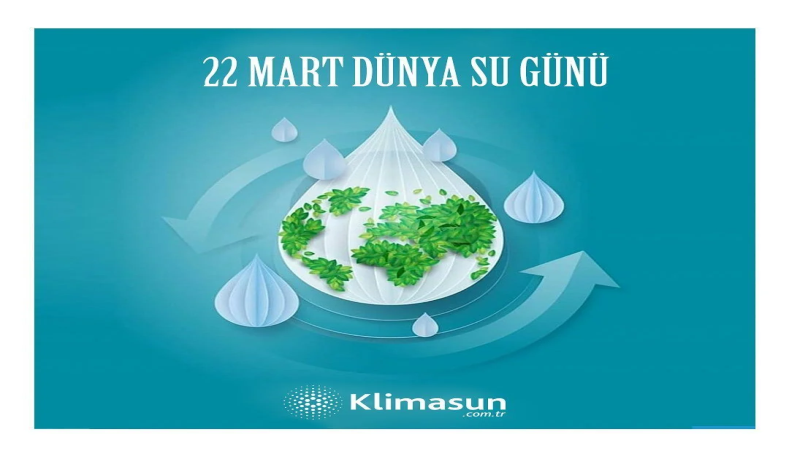 22 MART DÜNYA SU GÜNÜ
Klimasun
.com.tr